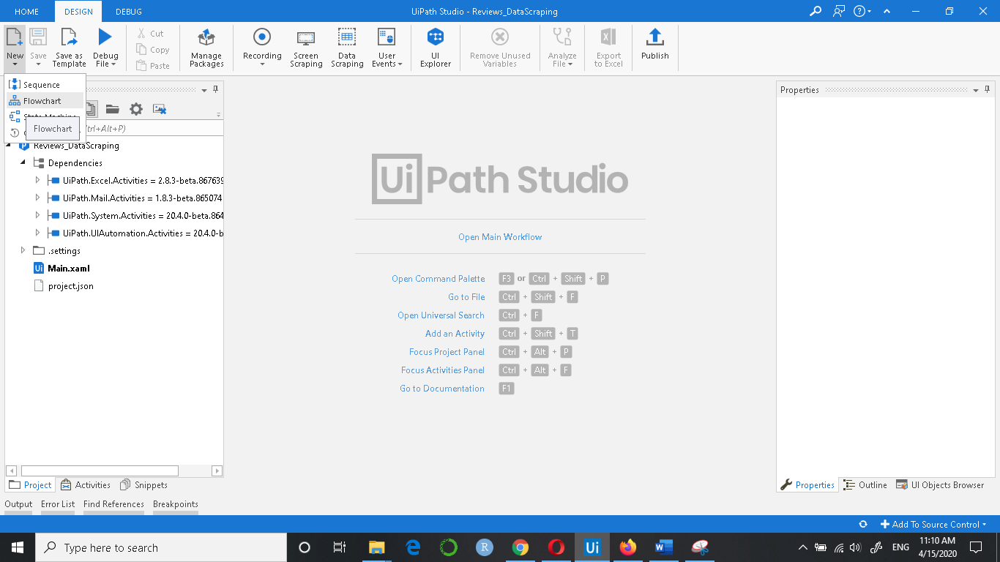 HOME DESIGN DEBUG UiPath Studio - Reviews_DataScraping
New Save Save as Template Debug File Cut Copy Paste Manage Packages Recording Screen Scraping Data Scraping User Events UI Explorer Remove Unused Variables Analyze File Export to Excel Publish
Sequence
Flowchart
Flowchart
Ctrl+Alt+P)
Reviews_DataScraping
Dependencies
UiPath.Excel.Activities = 2.8.3-beta.867639
UiPath.Mail.Activities = 1.8.3-beta.865074
UiPath.System.Activities = 20.4.0-beta.864
UiPath.UIAutomation.Activities = 20.4.0-b
.settings
Ui Main.xaml
project.json
Project Activities Snippets
Output Error List Find References Breakpoints
UiPath Studio
Open Main Workflow
Open Command Palette F3 or Ctrl + Shift + P
Go to File Ctrl + Shift + F
Open Universal Search Ctrl + F
Add an Activity Ctrl + Shift + T
Focus Project Panel Ctrl + Alt + P
Focus Activities Panel Ctrl + Alt + F
Go to Documentation F1
Properties
Properties Outline UI Objects Browser
Add To Source Control
Type here to search R Ui ENG 11:10 AM
4/15/2020